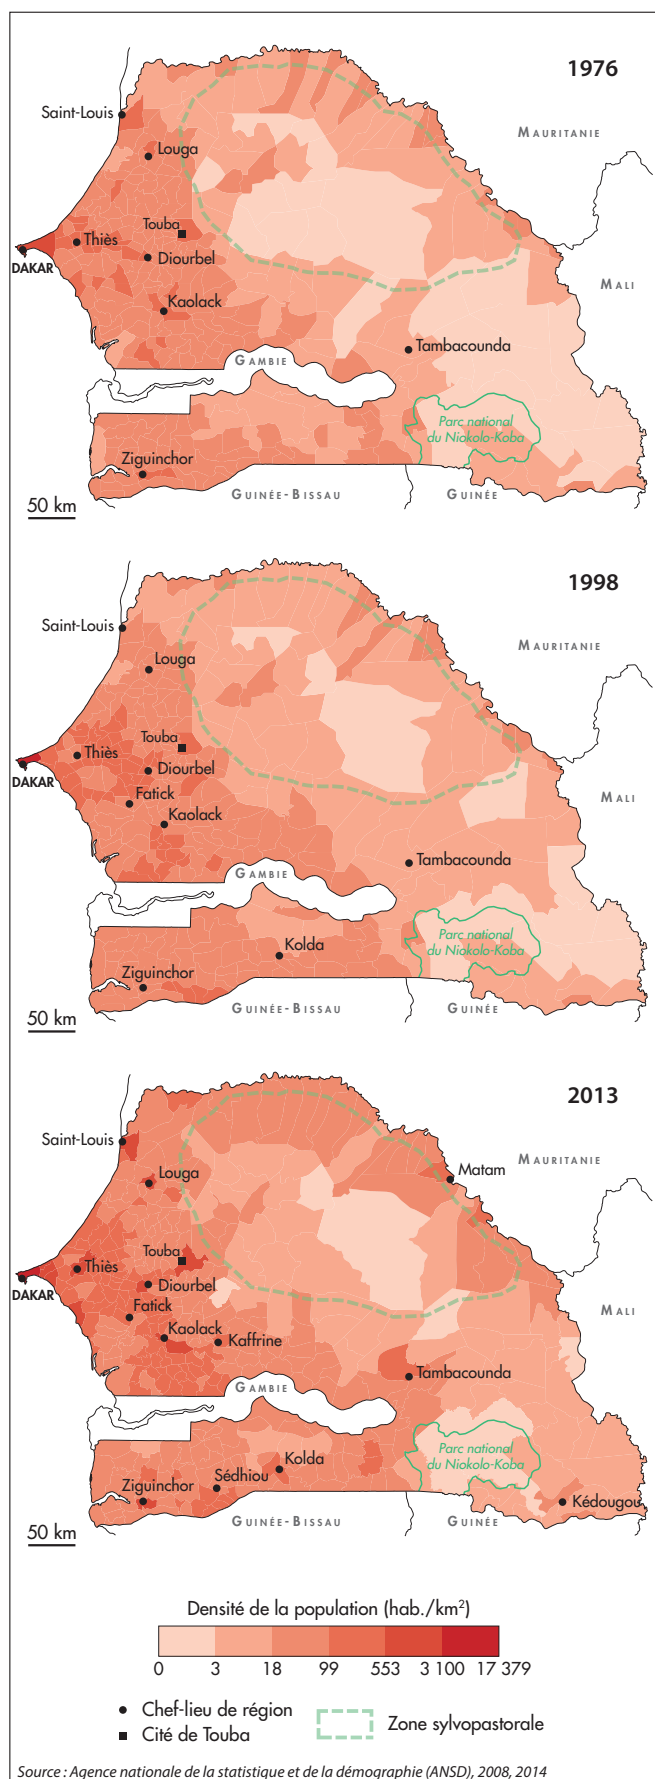 1976
Saint-Louis
MAURITANIE
Louga
Touba
Thiès
DAKAR
Diourbel
MALI
Kaolack
Tambacounda
GAMBIE
Parc national
du Niokolo-Koba
Ziguinchor
50 km
GUINÉE-BISSAU
GUINÉE
1998
Saint-Louis
MAURITANIE
Louga
Touba
Thiès
DAKAR
Diourbel
Fatick
MALI
Kaolack
Tambacounda
GAMBIE
Parc national
du Niokolo-Koba
Kolda
Ziguinchor
50 km
GUINÉE-BISSAU
GUINÉE
2013
Saint-Louis
MAURITANIE
Matam
Louga
Touba
Thiès
DAKAR
Diourbel
Fatick
MALI
Kaolack
Kaffrine
Tambacounda
GAMBIE
Parc national
du Niokolo-Koba
Kolda
Sédhiou
Ziguinchor
Kédougou
50 km
GUINÉE-BISSAU
GUINÉE
Densité de la population (hab./km²)
0 3 18 99 553 3 100 17 379
Chef-lieu de région
Cité de Touba
Zone sylvopastorale
Source : Agence nationale de la statistique et de la démographie (ANSD), 2008, 2014